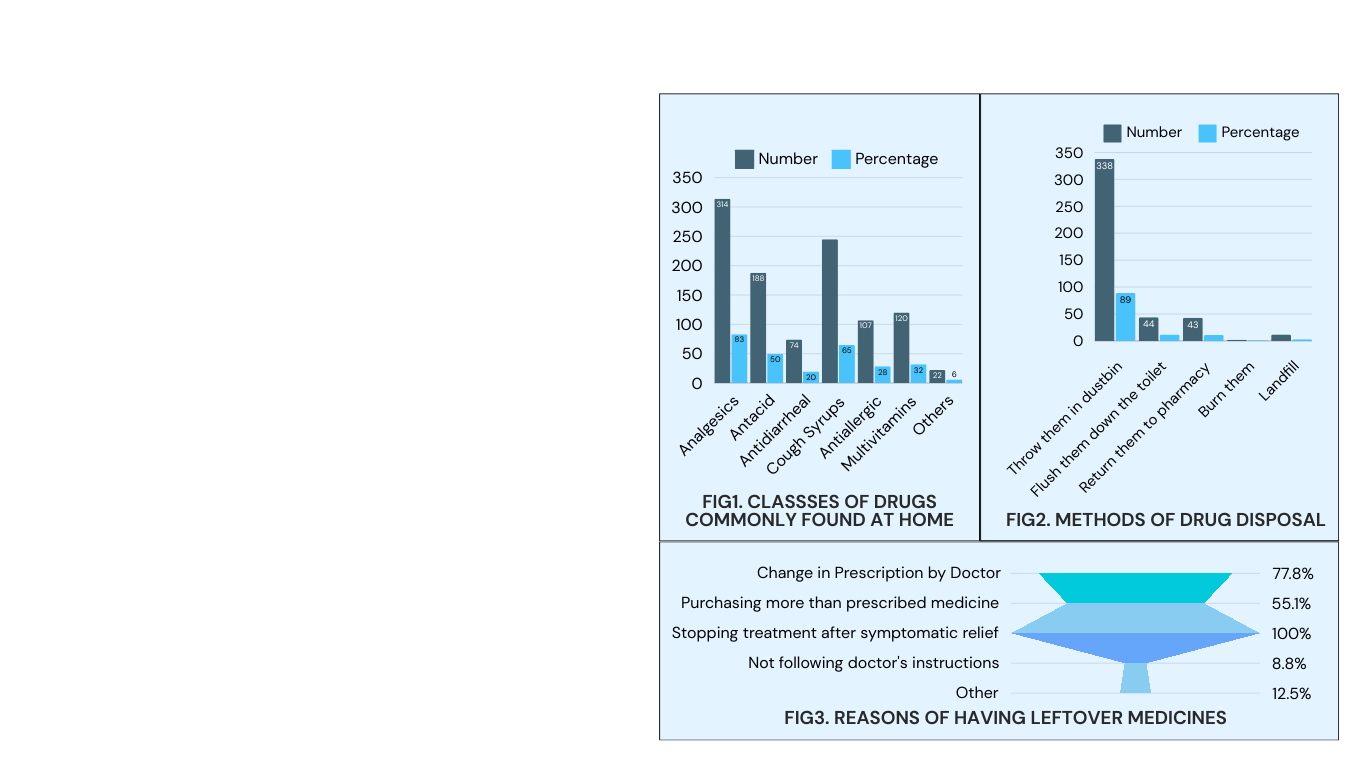 Number Percentage
350
300
250
200
150
100
50
0
314
83
188
50
74
20
65
107
28
120
32
22
6
Analgesics
Antacid
Antidiarrheal
Cough Syrups
Antiallergic
Multivitamins
Others
FIG1. CLASSSES OF DRUGS
COMMONLY FOUND AT HOME
Number Percentage
350
300
250
200
150
100
50
0
338
89
44
43
Throw them in dustbin
Flush them down the toilet
Return them to pharmacy
Burn them
Landfill
FIG2. METHODS OF DRUG DISPOSAL
Change in Prescription by Doctor 77.8%
Purchasing more than prescribed medicine 55.1%
Stopping treatment after symptomatic relief 100%
Not following doctor's instructions 8.8%
Other 12.5%
FIG3. REASONS OF HAVING LEFTOVER MEDICINES